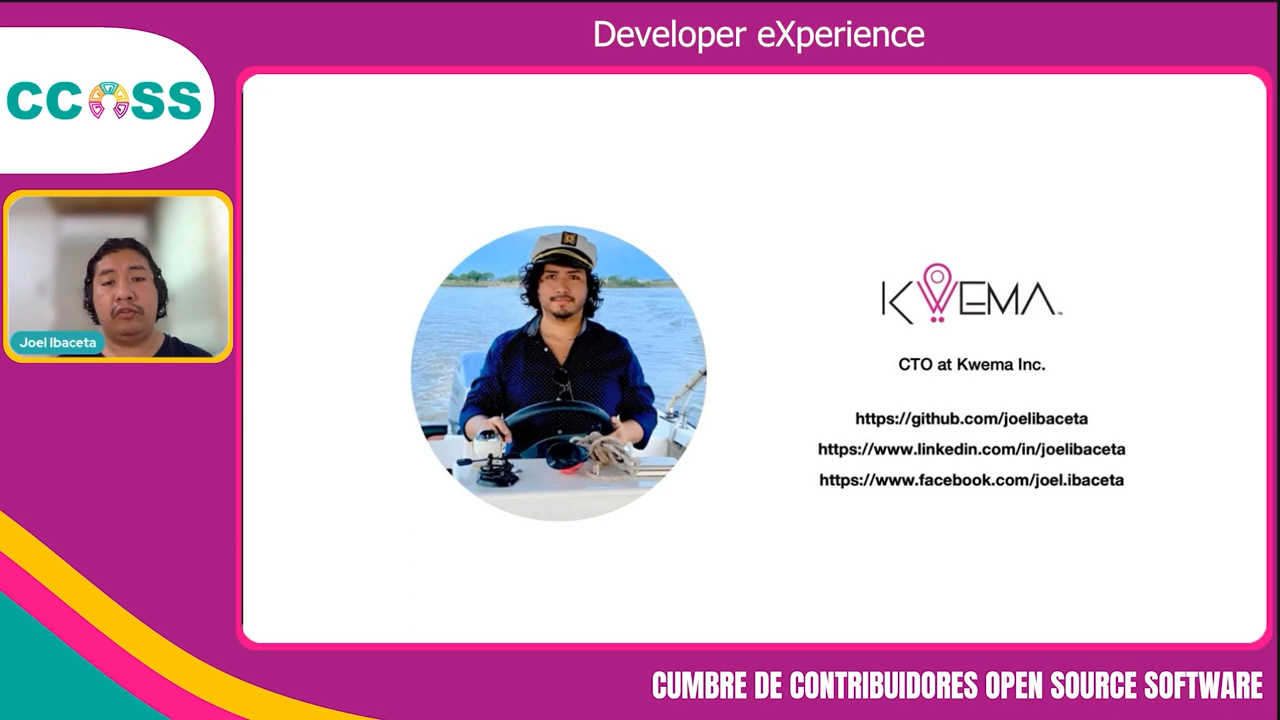 Developer eXperience
CCOSS
Joel Ibaceta
KWEMA
CTO at Kwema Inc.
https://github.com/joelibaceta
https://www.linkedin.com/in/joelibaceta
https://www.facebook.com/joel.ibaceta
CUMBRE DE CONTRIBUIDORES OPEN SOURCE SOFTWARE